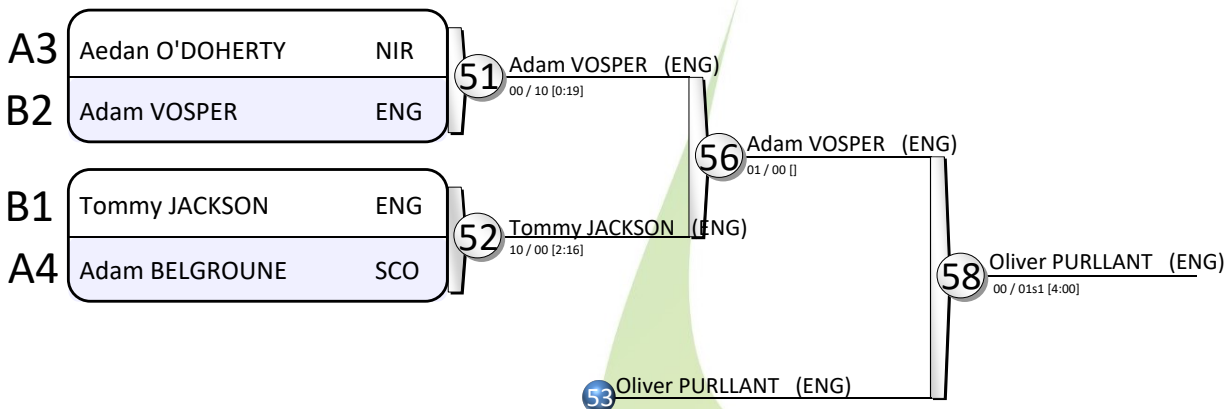 A3 Aedan O'DOHERTY NIR
B2 Adam VOSPER ENG
51 Adam VOSPER (ENG)
00 / 10 [0:19]
B1 Tommy JACKSON ENG
A4 Adam BELGROUNE SCO
52 Tommy JACKSON (ENG)
10 / 00 [2:16]
56 Adam VOSPER (ENG)
01 / 00 []
53 Oliver PURLLANT (ENG)
58 Oliver PURLLANT (ENG)
00 / 01s1 [4:00]